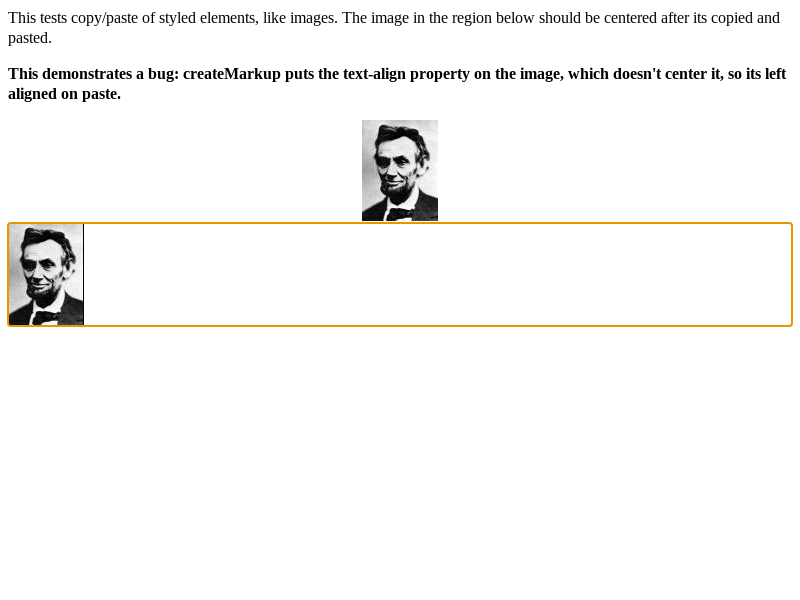 This tests copy/paste of styled elements, like images. The image in the region below should be centered after its copied and
pasted.
This demonstrates a bug: createMarkup puts the text-align property on the image, which doesn't center it, so its left
aligned on paste.